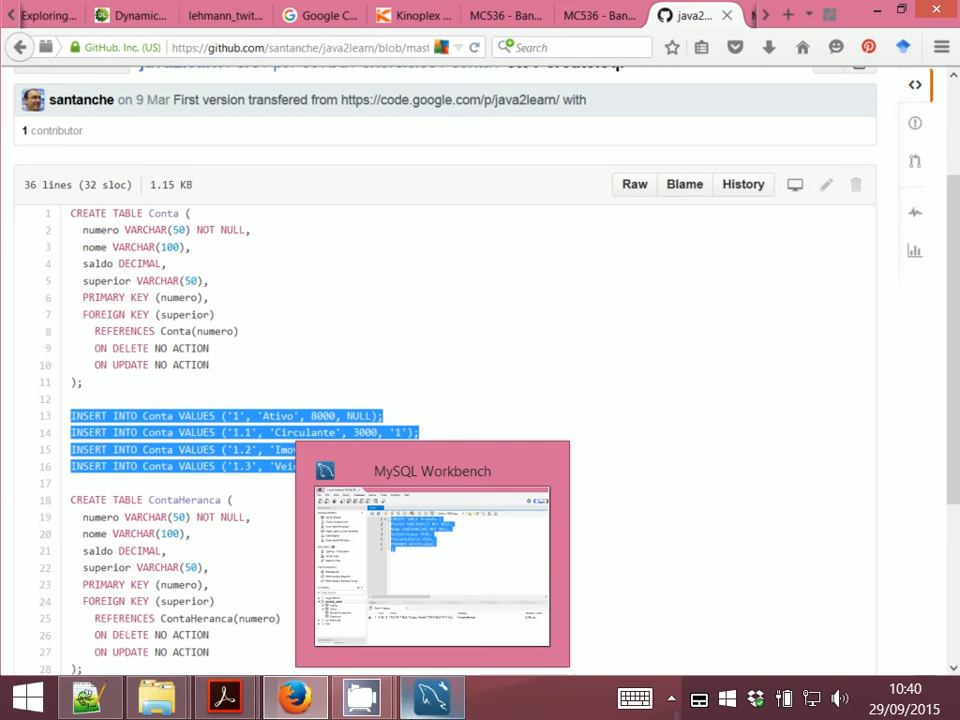 Exploring...
Dynamic...
lehmann_twit...
Google C...
Kinoplex ...
MC536 - Ban...
MC536 - Ban...
java2...
GitHub, Inc. (US)
https://github.com/santanche/java2learn/blob/mast
Search
santanche on 9 Mar First version transfered from https://code.google.com/p/java2learn/ with
1 contributor
36 lines (32 sloc)
1.15 KB
Raw
Blame
History
1 CREATE TABLE Conta (
2 numero VARCHAR(50) NOT NULL,
3 nome VARCHAR(100),
4 saldo DECIMAL,
5 superior VARCHAR(50),
6 PRIMARY KEY (numero),
7 FOREIGN KEY (superior)
8 REFERENCES Conta(numero)
9 ON DELETE NO ACTION
10 ON UPDATE NO ACTION
11 );
12
13 INSERT INTO Conta VALUES ('1', 'Ativo', 8000, NULL);
14 INSERT INTO Conta VALUES ('1.1', 'Circulante', 3000, '1');
15 INSERT INTO Conta VALUES ('1.2', 'Imo
16 INSERT INTO Conta VALUES ('1.3', 'Veí
17
18 CREATE TABLE ContaHeranca (
19 numero VARCHAR(50) NOT NULL,
20 nome VARCHAR(100),
21 saldo DECIMAL,
22 superior VARCHAR(50),
23 PRIMARY KEY (numero),
24 FOREIGN KEY (superior)
25 REFERENCES ContaHeranca(numero)
26 ON DELETE NO ACTION
27 ON UPDATE NO ACTION
28 );
MySQL Workbench
10:40
29/09/2015